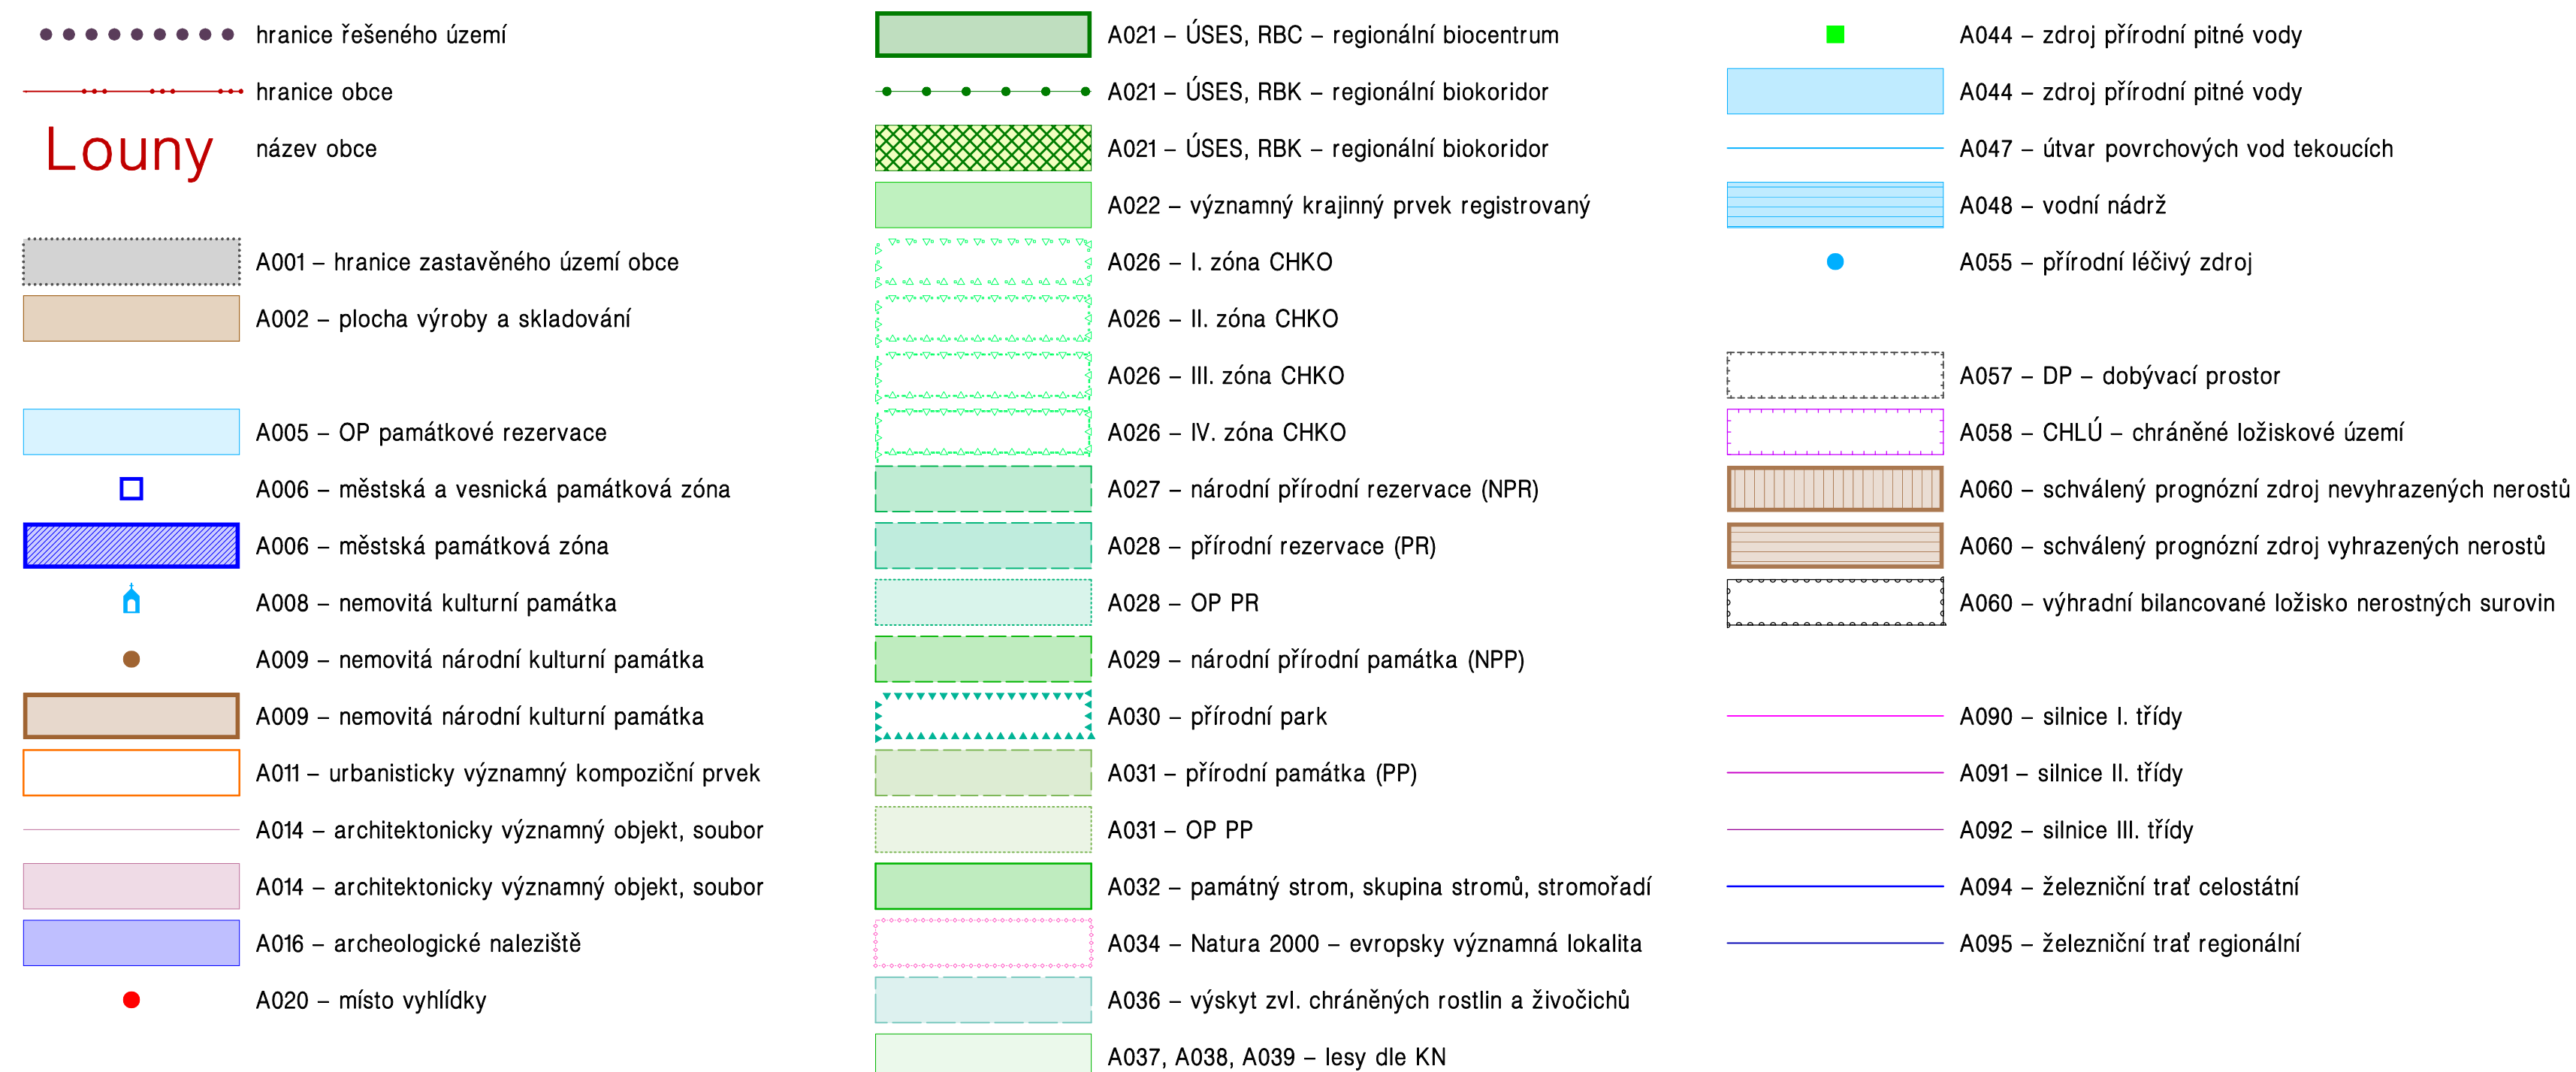 hranice řešeného území
hranice obce
Louny název obce
A001 – hranice zastavěného území obce
A002 – plocha výroby a skladování
A005 – OP památkové rezervace
A006 – městská a vesnická památková zóna
A006 – městská památková zóna
A008 – nemovitá kulturní památka
A009 – nemovitá národní kulturní památka
A009 – nemovitá národní kulturní památka
A011 – urbanisticky významný kompoziční prvek
A014 – architektonicky významný objekt, soubor
A014 – architektonicky významný objekt, soubor
A016 – archeologické naleziště
A020 – místo vyhlídky
A021 – ÚSES, RBC – regionální biocentrum
A021 – ÚSES, RBK – regionální biokoridor
A021 – ÚSES, RBK – regionální biokoridor
A022 – významný krajinný prvek registrovaný
A026 – I. zóna CHKO
A026 – II. zóna CHKO
A026 – III. zóna CHKO
A026 – IV. zóna CHKO
A027 – národní přírodní rezervace (NPR)
A028 – přírodní rezervace (PR)
A028 – OP PR
A029 – národní přírodní památka (NPP)
A030 – přírodní park
A031 – přírodní památka (PP)
A031 – OP PP
A032 – památný strom, skupina stromů, stromořadí
A034 – Natura 2000 – evropsky významná lokalita
A036 – výskyt zvl. chráněných rostlin a živočichů
A037, A038, A039 – lesy dle KN
A044 – zdroj přírodní pitné vody
A044 – zdroj přírodní pitné vody
A047 – útvar povrchových vod tekoucích
A048 – vodní nádrž
A055 – přírodní léčivý zdroj
A057 – DP – dobývací prostor
A058 – CHLÚ – chráněné ložiskové území
A060 – schválený prognózní zdroj nevyhrazených nerostů
A060 – schválený prognózní zdroj vyhrazených nerostů
A060 – výhradní bilancované ložisko nerostných surovin
A090 – silnice I. třídy
A091 – silnice II. třídy
A092 – silnice III. třídy
A094 – železniční trať celostátní
A095 – železniční trať regionální